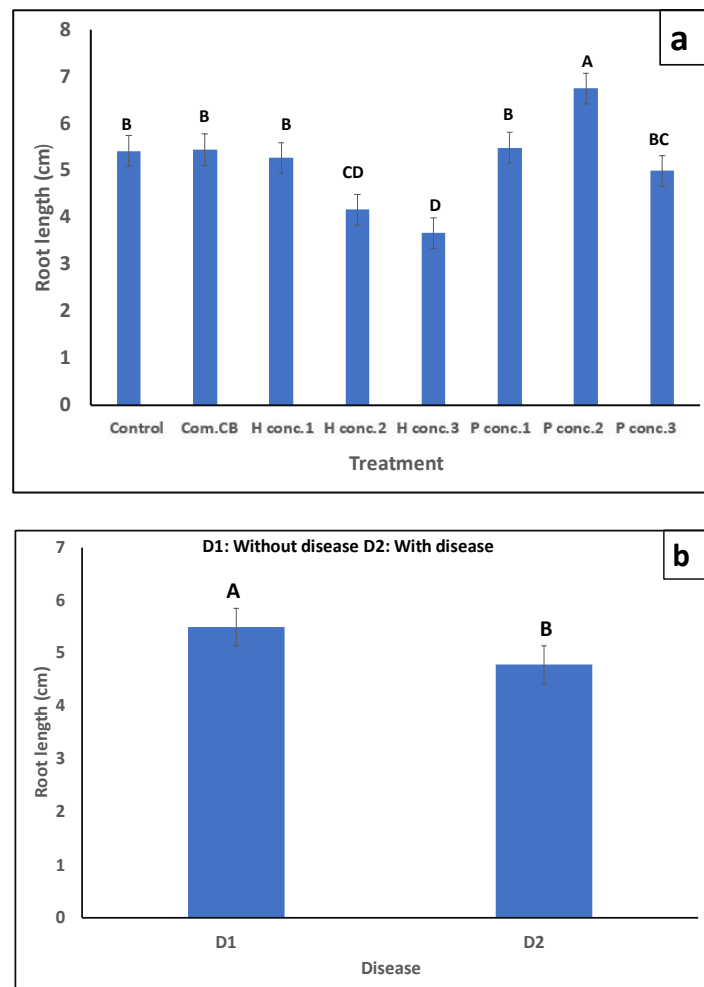 a
8
7
6
5
4
3
2
1
0
Root length (cm)
B
B
B
CD
D
B
A
BC
Control Com.CB H conc.1 H conc.2 H conc.3 P conc.1 P conc.2 P conc.3
Treatment
b
D1: Without disease D2: With disease
7
6
5
4
3
2
1
0
Root length (cm)
A
B
D1 D2
Disease